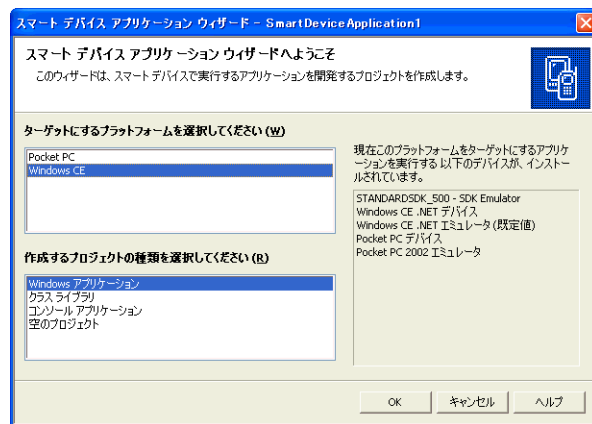 スマート デバイス アプリケーション ウィザード - SmartDeviceApplication1
スマート デバイス アプリケーション ウィザードへようこそ
このウィザードは、スマート デバイスで実行するアプリケーションを開発するプロジェクトを作成します。
ターゲットにするプラットフォームを選択してください(W)
Pocket PC
Windows CE
作成するプロジェクトの種類を選択してください(R)
Windows アプリケーション
クラス ライブラリ
コンソール アプリケーション
空のプロジェクト
現在このプラットフォームをターゲットにするアプリケ
ーションを実行する以下のデバイスが、インストー
ルされています。
STANDARDSDK_500 - SDK Emulator
Windows CE .NET デバイス
Windows CE .NET エミュレータ(既定値)
Pocket PC デバイス
Pocket PC 2002 エミュレータ
OK
キャンセル
ヘルプ